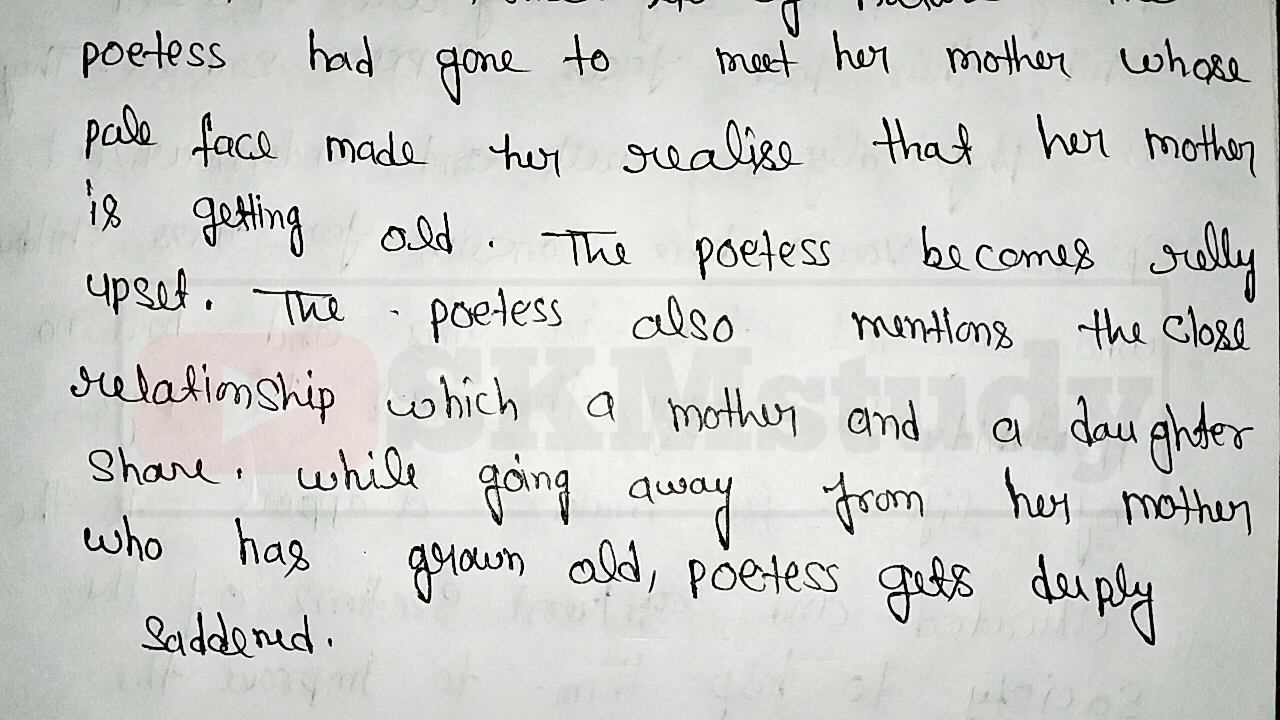 poetess had gone to meet her mother whose
pale face made her realise that her mother
is getting old. The poetess becomes relly
upset. The poetess also mentions the close
relationship which a mother and a daughter
SKMstudy
share. while going away from her mother
who has grown old, poetess gets deeply
saddened.